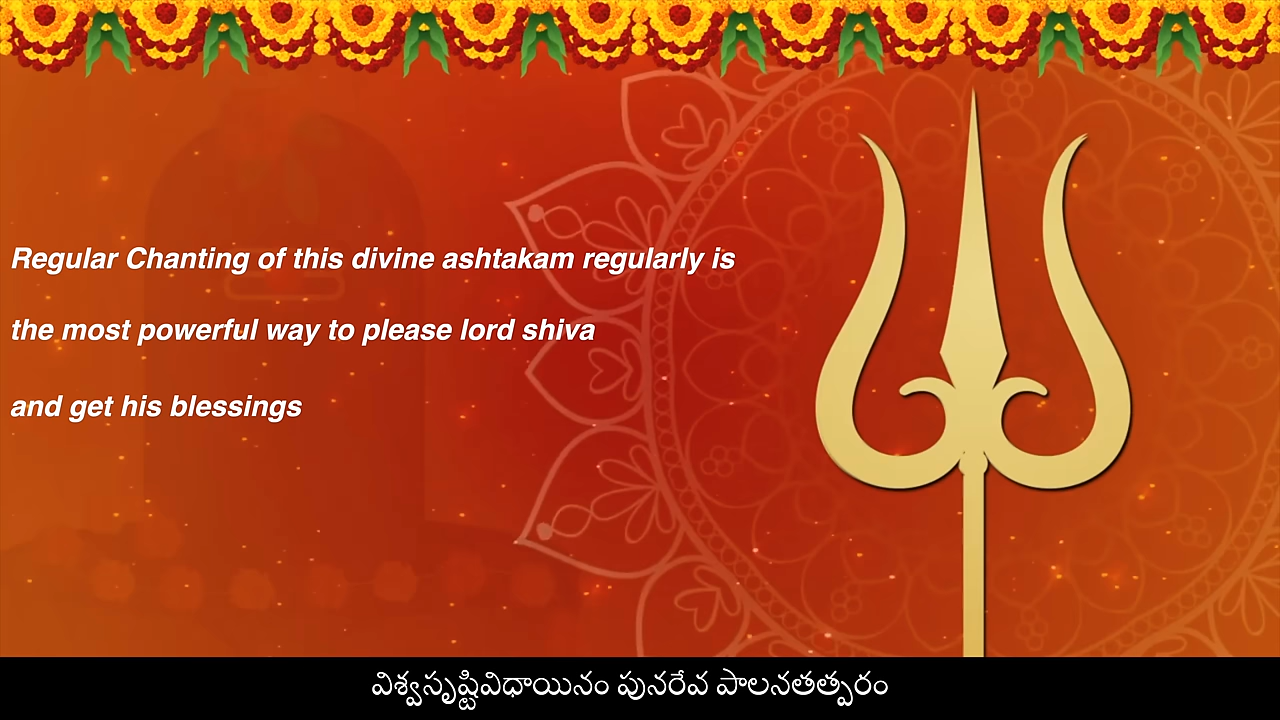 Regular Chanting of this divine ashtakam regularly is
the most powerful way to please lord shiva
and get his blessings
విశ్వసృష్టివిధాయినం పునరేవ పాలనతత్పరం